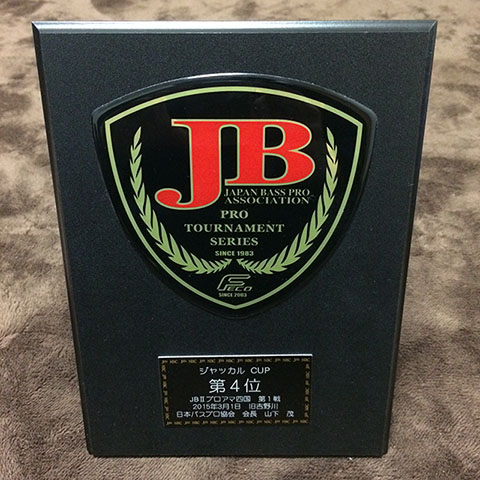 JB
JAPAN BASS PRO
ASSOCIATION
PRO
TOURNAMENT
SERIES
SINCE 1983
FECO
SINCE 2003
ジャッカル CUP
第4位
JBⅡプロアマ四国 第1戦
2015年3月1日 旧吉野川
日本バスプロ協会 会長 山下 茂